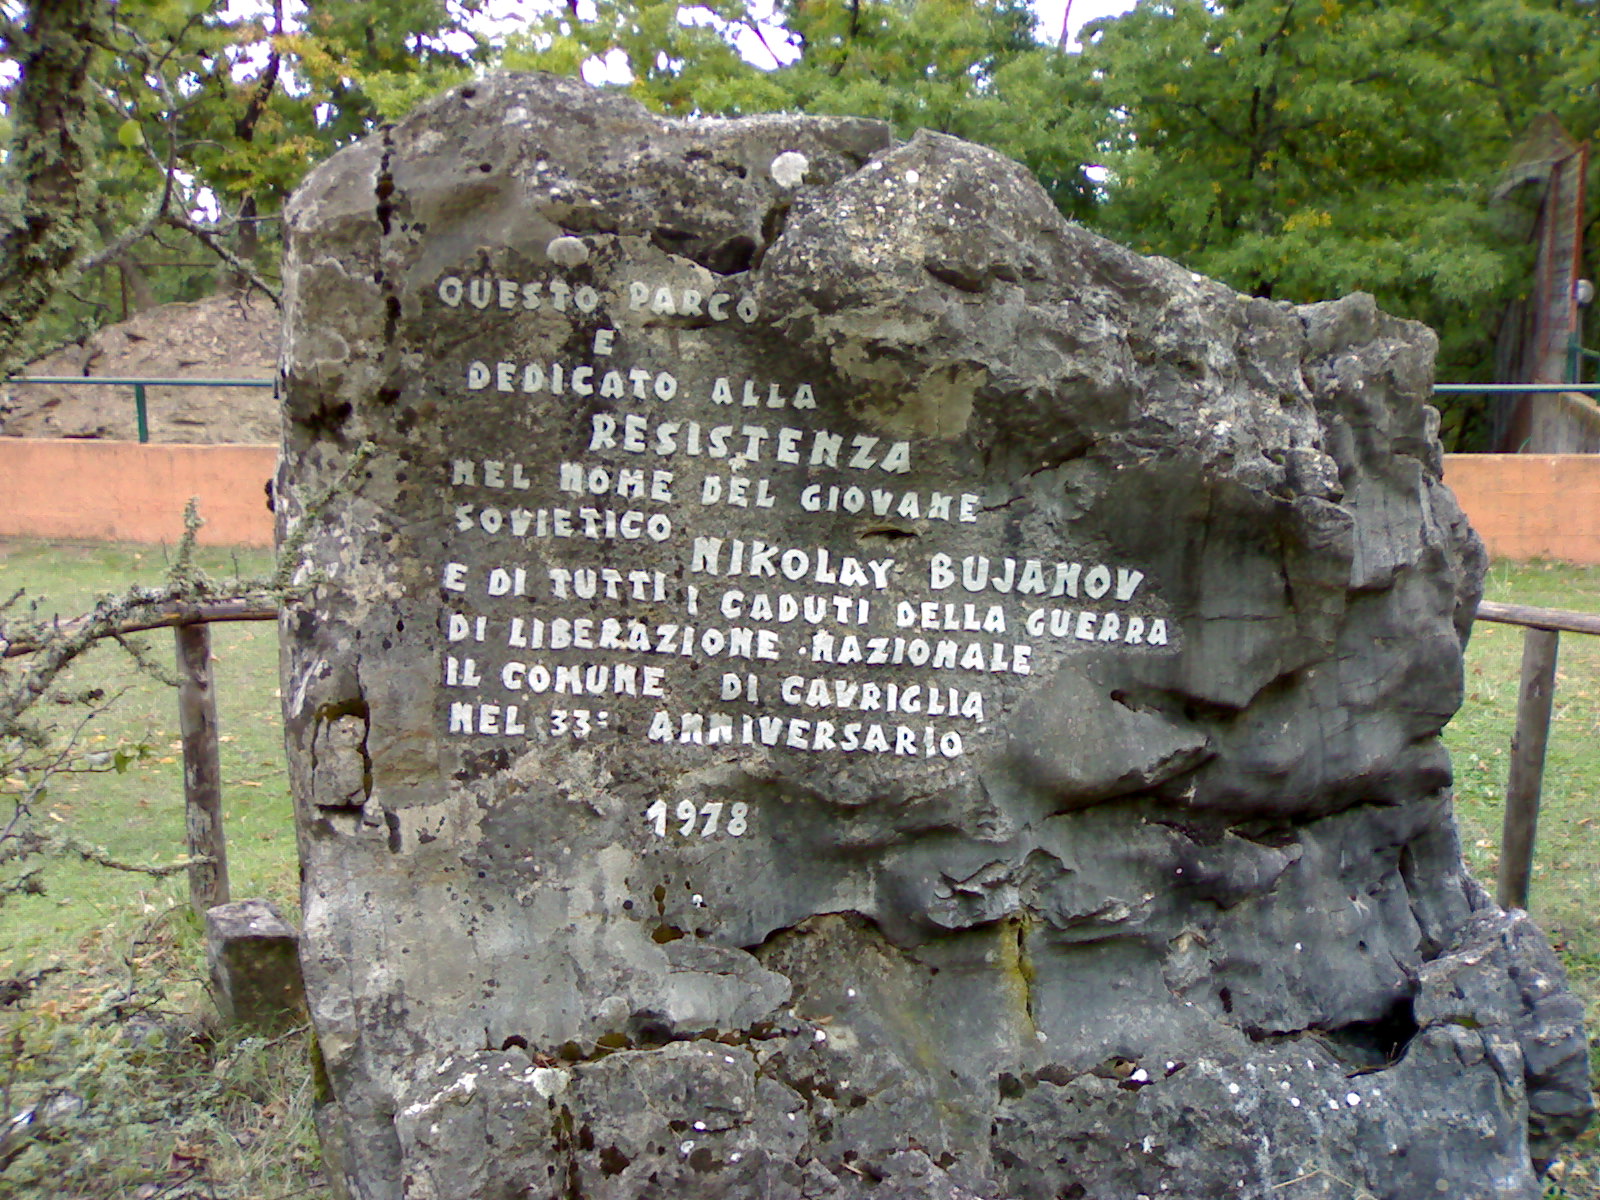 QUESTO PARCO
E
DEDICATO ALLA
RESISTENZA
NEL NOME DEL GIOVANE
SOVIETICO
NIKOLAY BUJANOV
E DI TUTTI I CADUTI DELLA GUERRA
DI LIBERAZIONE NAZIONALE
IL COMUNE DI CAVRIGLIA
NEL 33° ANNIVERSARIO
1978